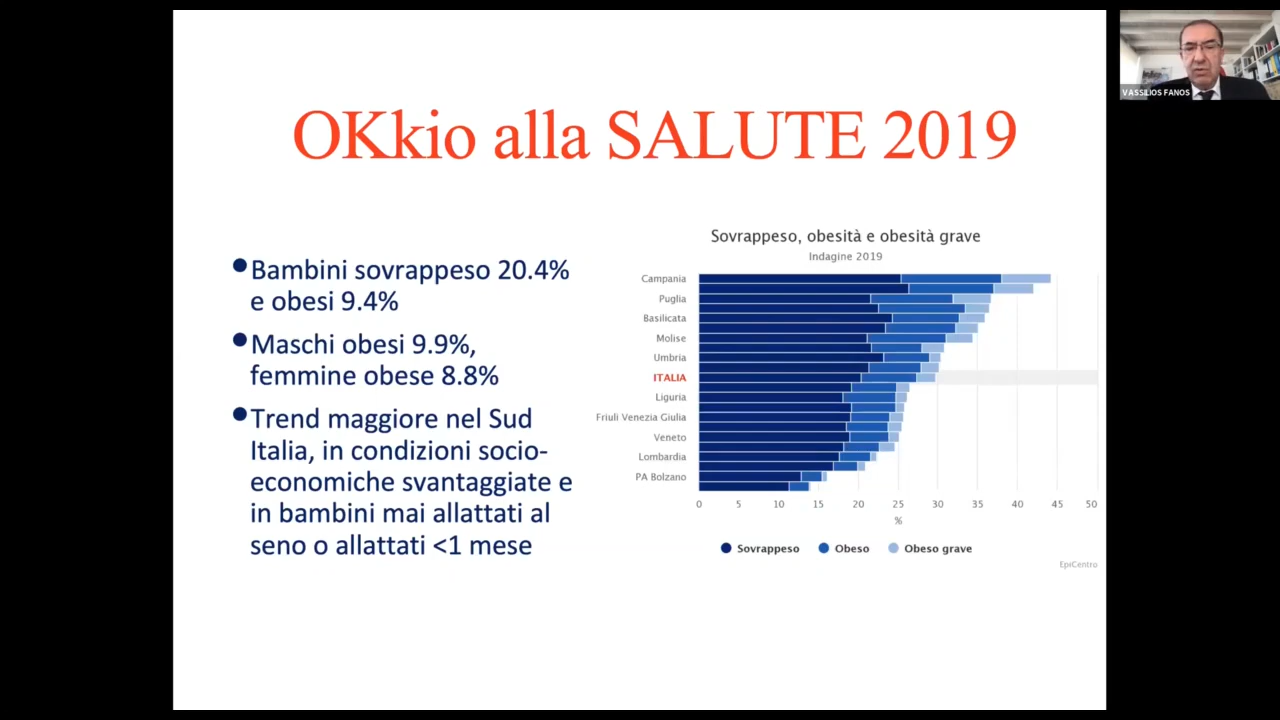 OKkio alla SALUTE 2019
Bambini sovrappeso 20.4%
e obesi 9.4%
Maschi obesi 9.9%,
femmine obese 8.8%
Trend maggiore nel Sud
Italia, in condizioni socio-
economiche svantaggiate e
in bambini mai allattati al
seno o allattati <1 mese
Sovrappeso, obesità e obesità grave
Indagine 2019
Campania
Puglia
Basilicata
Molise
Umbria
ITALIA
Liguria
Friuli Venezia Giulia
Veneto
Lombardia
PA Bolzano
0 5 10 15 20 25 30 35 40 45 50
%
Sovrappeso Obeso Obeso grave
EpiCentro
VASSILIOS FANOS